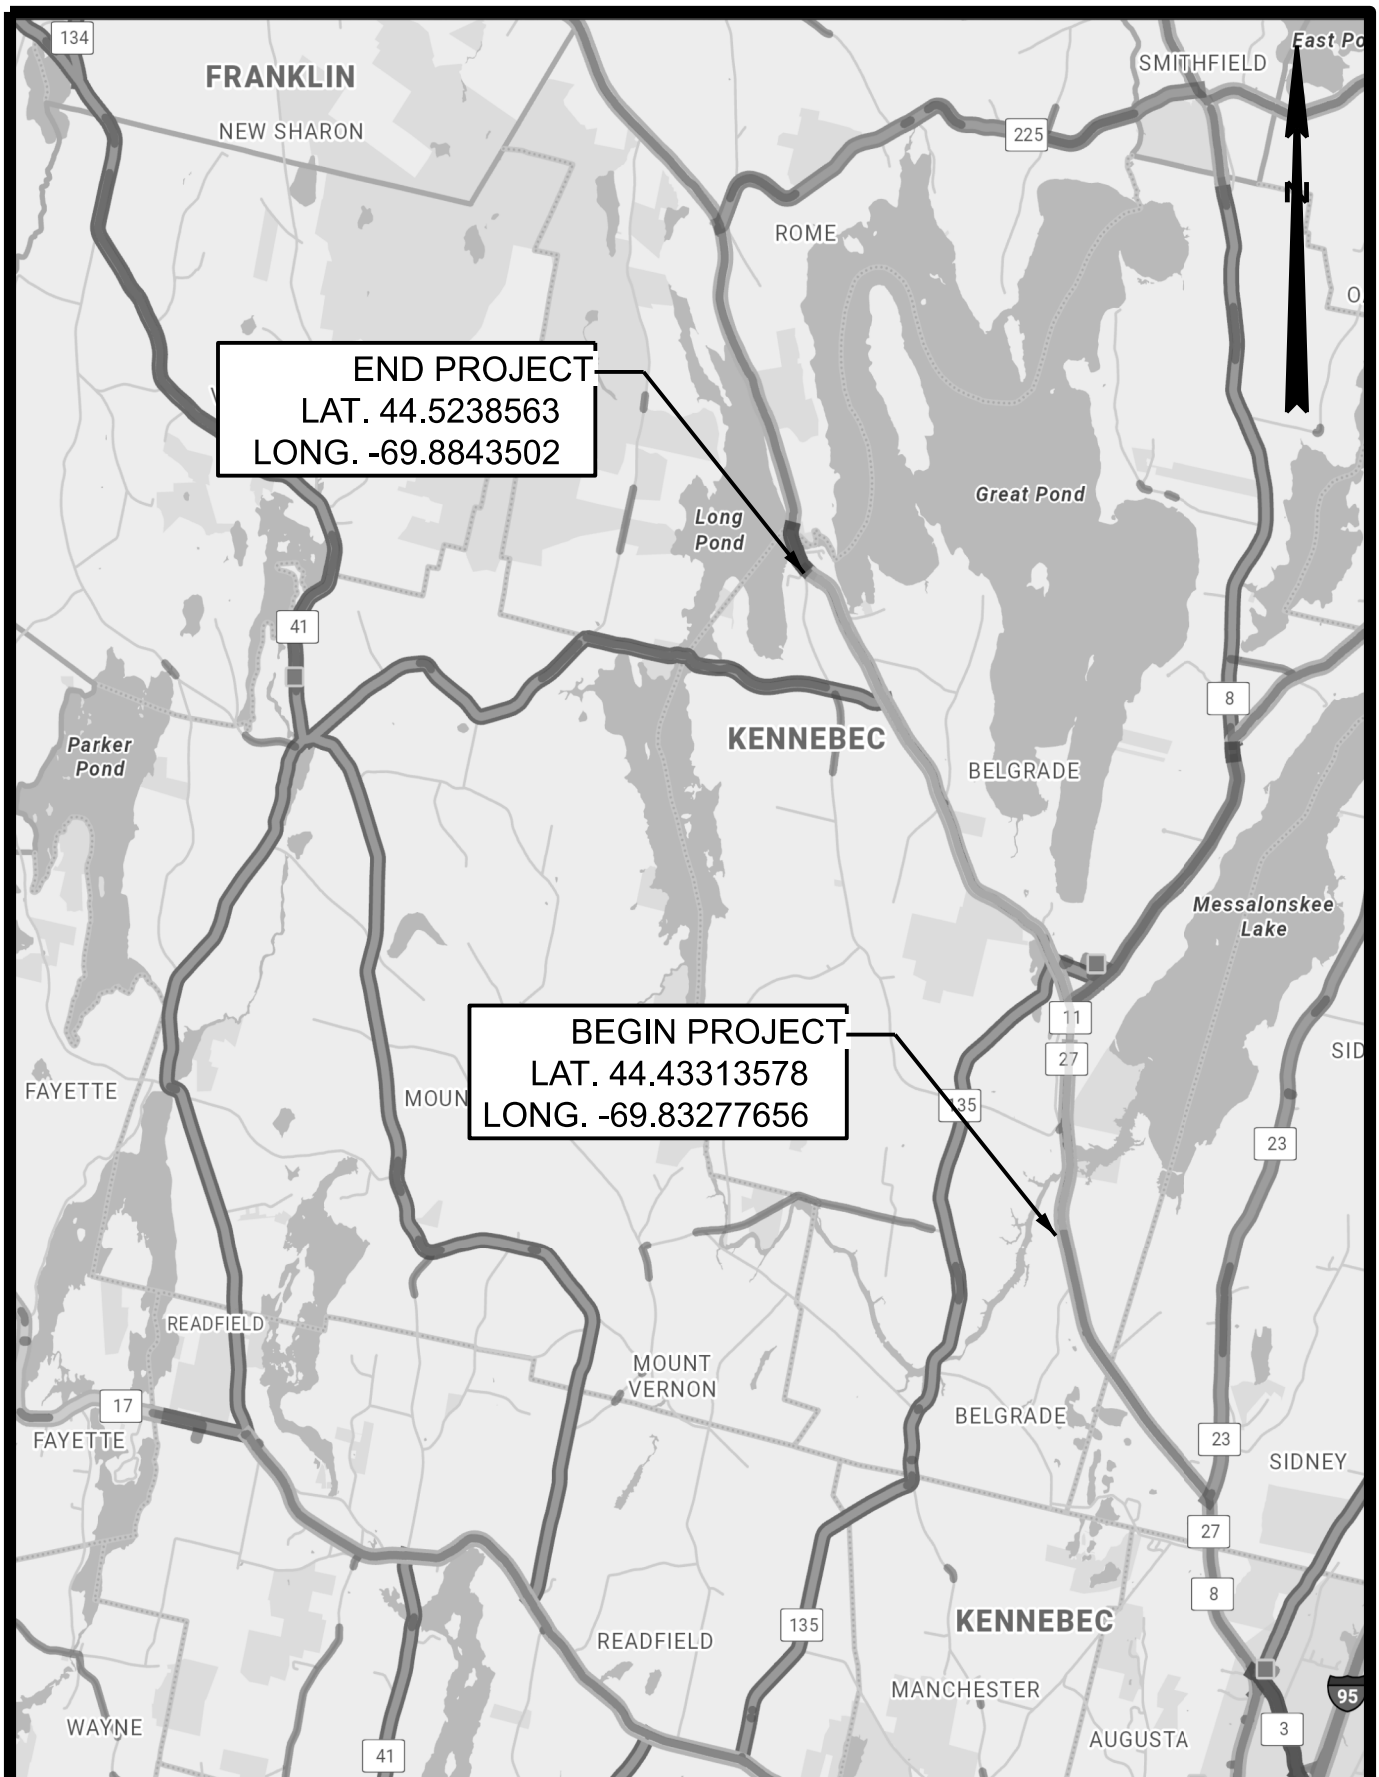 134
FRANKLIN
NEW SHARON
SMITHFIELD
225
ROME
N
END PROJECT
LAT. 44.5238563
LONG. -69.8843502
Great Pond
Long
Pond
41
8
KENNEBEC
Parker
Pond
BELGRADE
Messalonskee
Lake
11
27
BEGIN PROJECT
LAT. 44.43313578
LONG. -69.83277656
FAYETTE
135
23
READFIELD
MOUNT
VERNON
17
BELGRADE
FAYETTE
23
SIDNEY
27
8
135
KENNEBEC
READFIELD
MANCHESTER
95
WAYNE
3
AUGUSTA
41